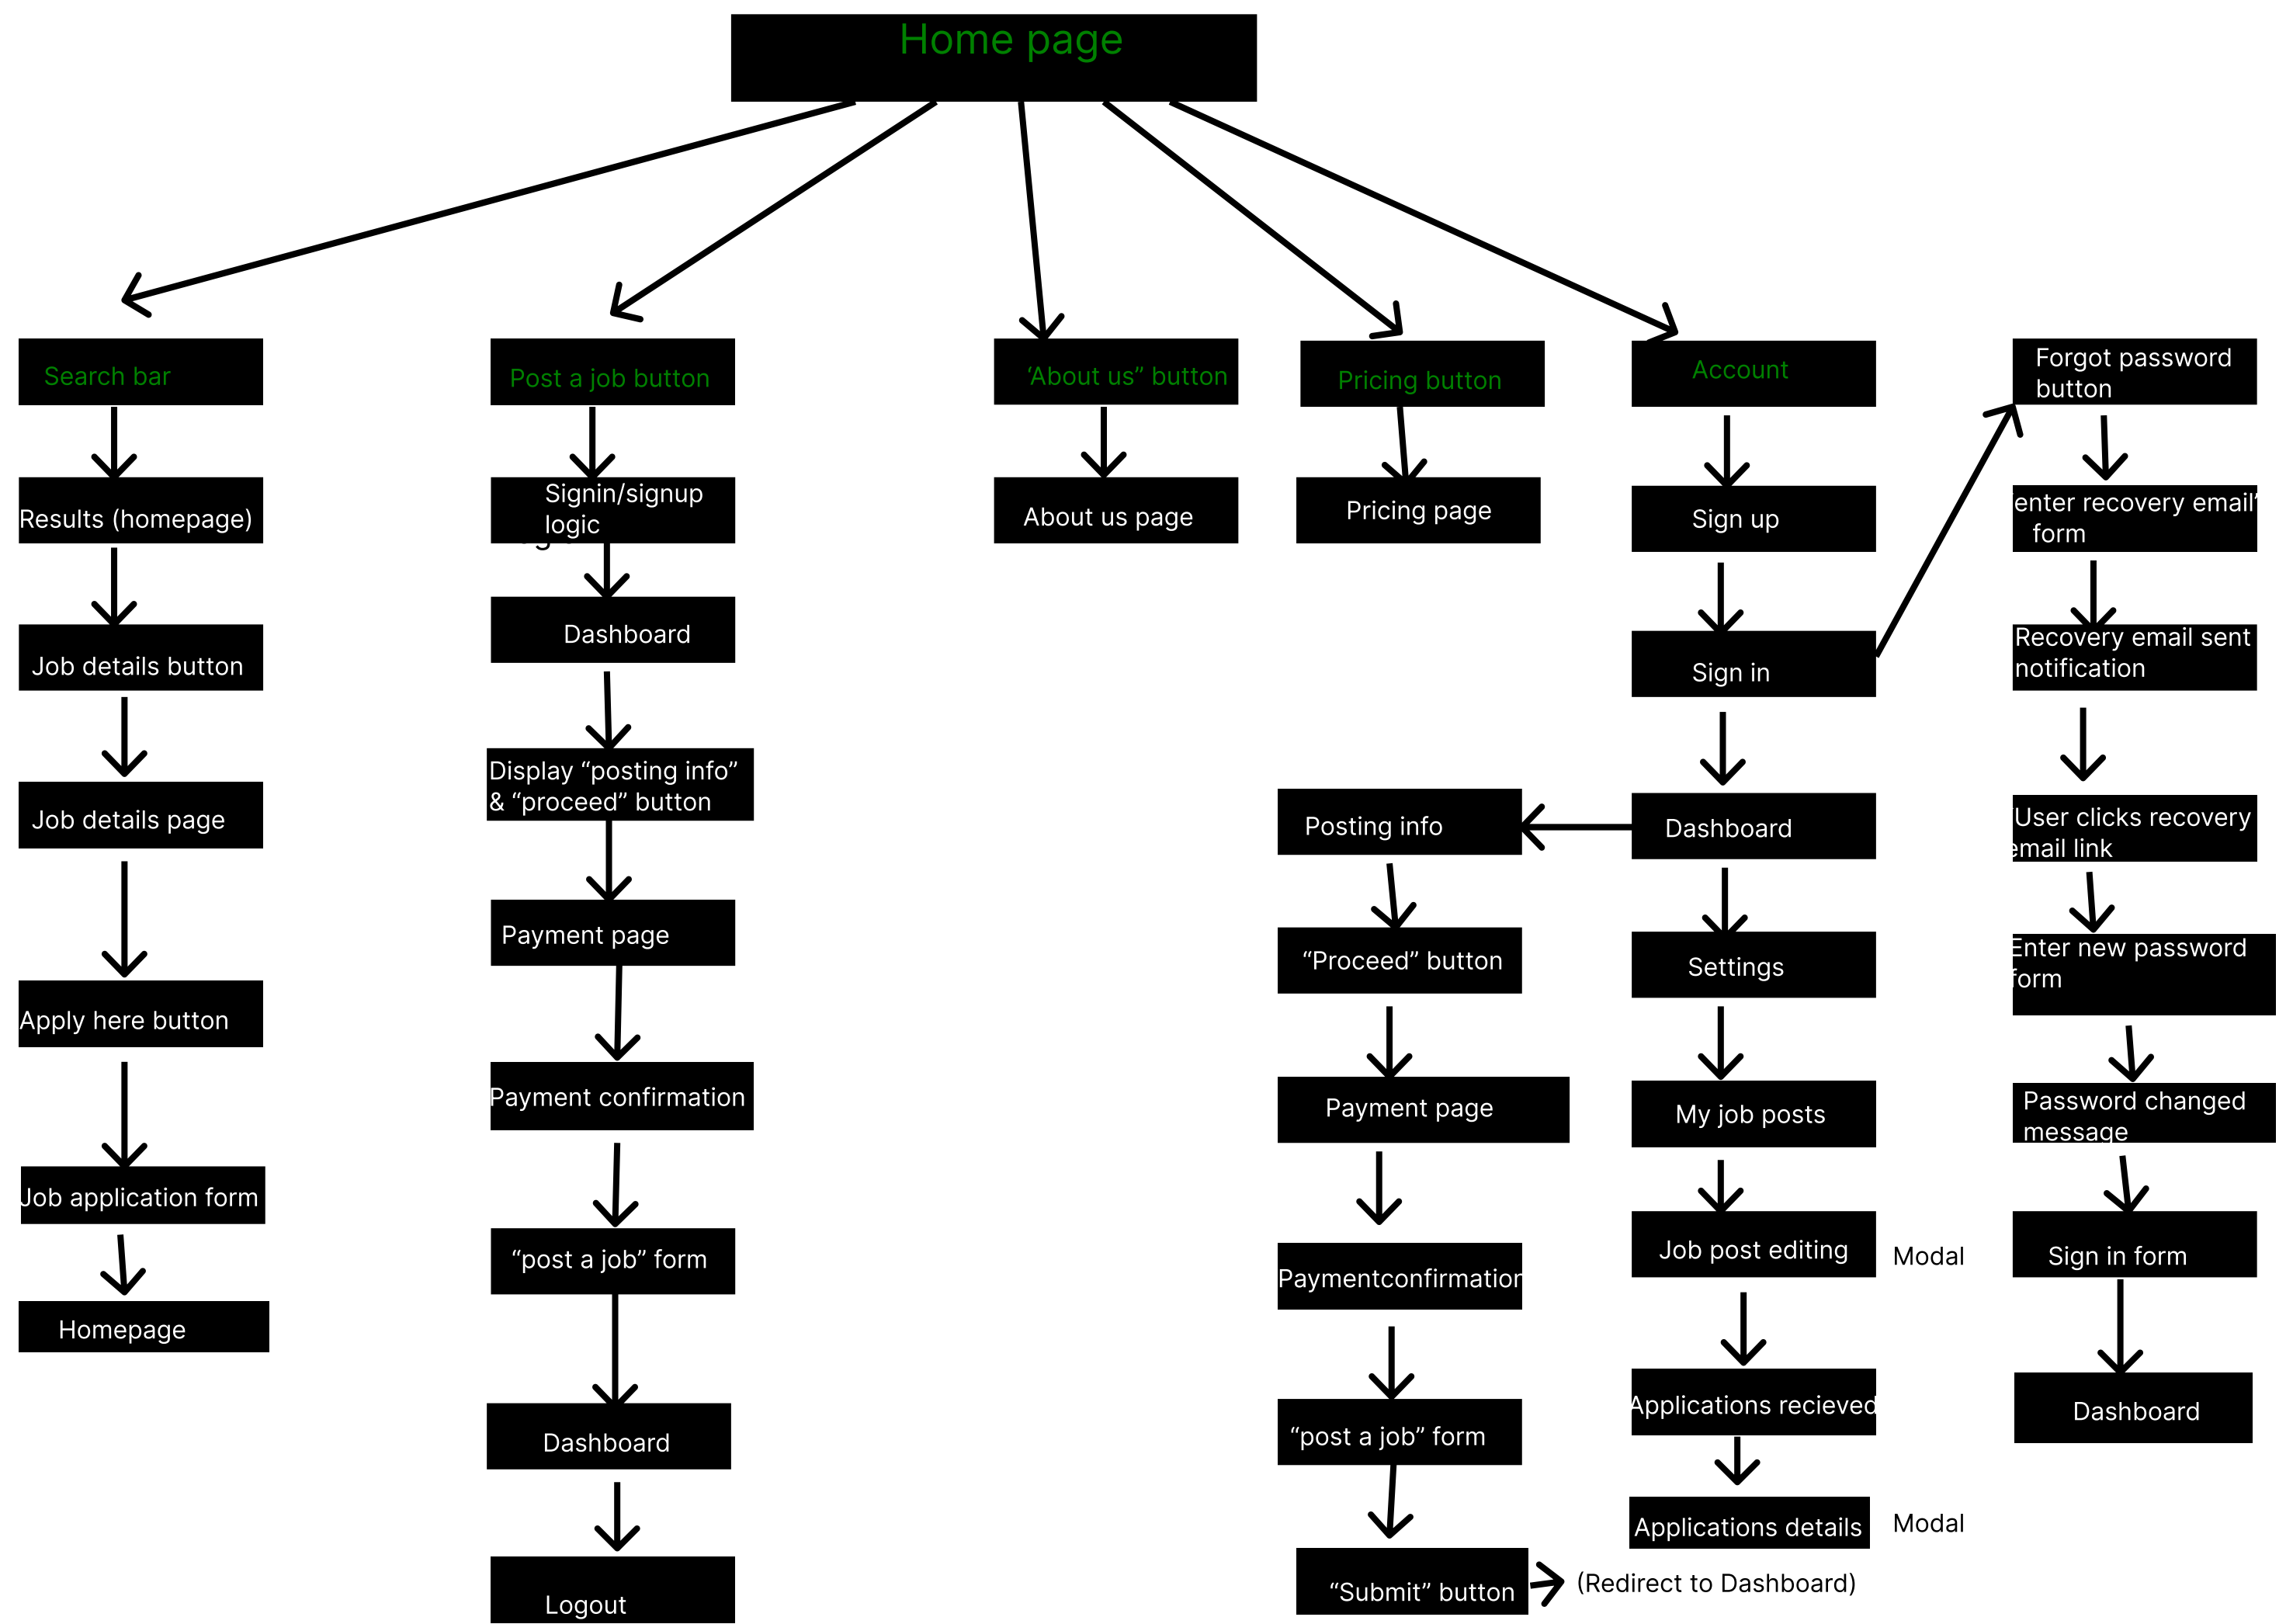 Home page
Search bar
Results (homepage)
Job details button
Job details page
Apply here button
Job application form
Homepage
Post a job button
Signin/signup
logic
Dashboard
Display “posting info”
& “proceed” button
Payment page
Payment confirmation
“post a job” form
Dashboard
Logout
‘About us” button
About us page
Pricing button
Pricing page
Account
Sign up
Sign in
Dashboard
Settings
My job posts
Job post editing
Modal
Applications recieved
Applications details
Modal
Posting info
“Proceed” button
Payment page
Paymentconfirmation
“post a job” form
“Submit” button
(Redirect to Dashboard)
Forgot password
button
enter recovery email”
form
Recovery email sent
notification
User clicks recovery
email link
Enter new password
form
Password changed
message
Sign in form
Dashboard